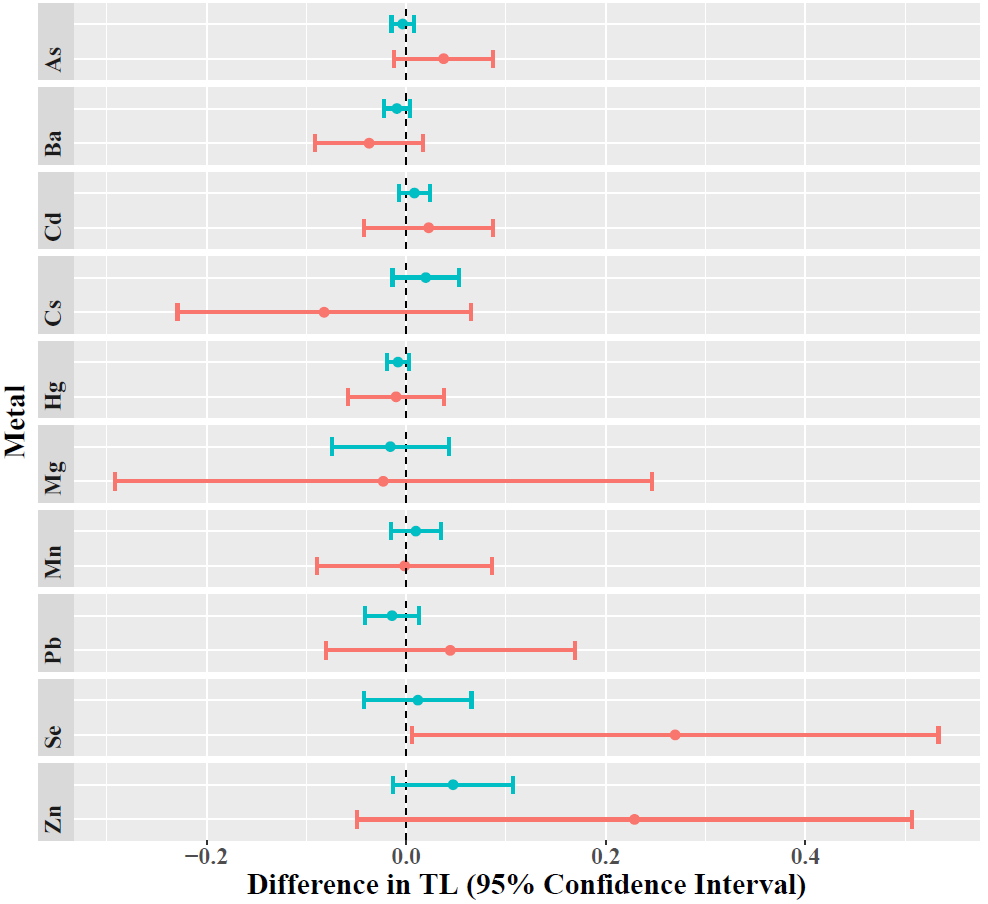 Metal
As
Ba
Cd
Cs
Hg
Mg
Mn
Pb
Se
Zn
−0.2 0.0 0.2 0.4
Difference in TL (95% Confidence Interval)